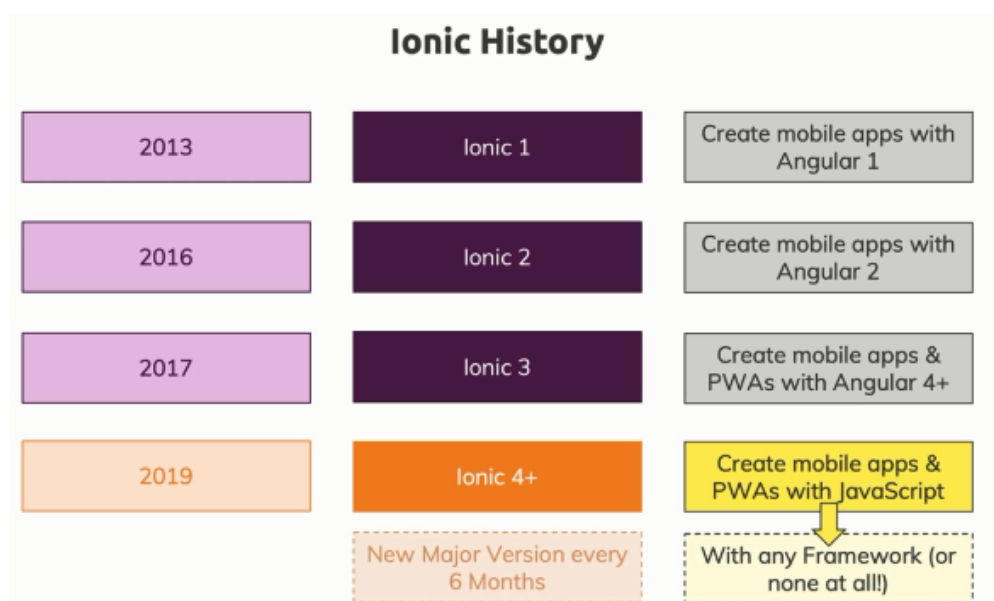 Ionic History
2013
Ionic 1
Create mobile apps with
Angular 1
2016
Ionic 2
Create mobile apps with
Angular 2
2017
Ionic 3
Create mobile apps &
PWAs with Angular 4+
2019
Ionic 4+
Create mobile apps &
PWAs with JavaScript
New Major Version every
6 Months
With any Framework (or
none at all!)